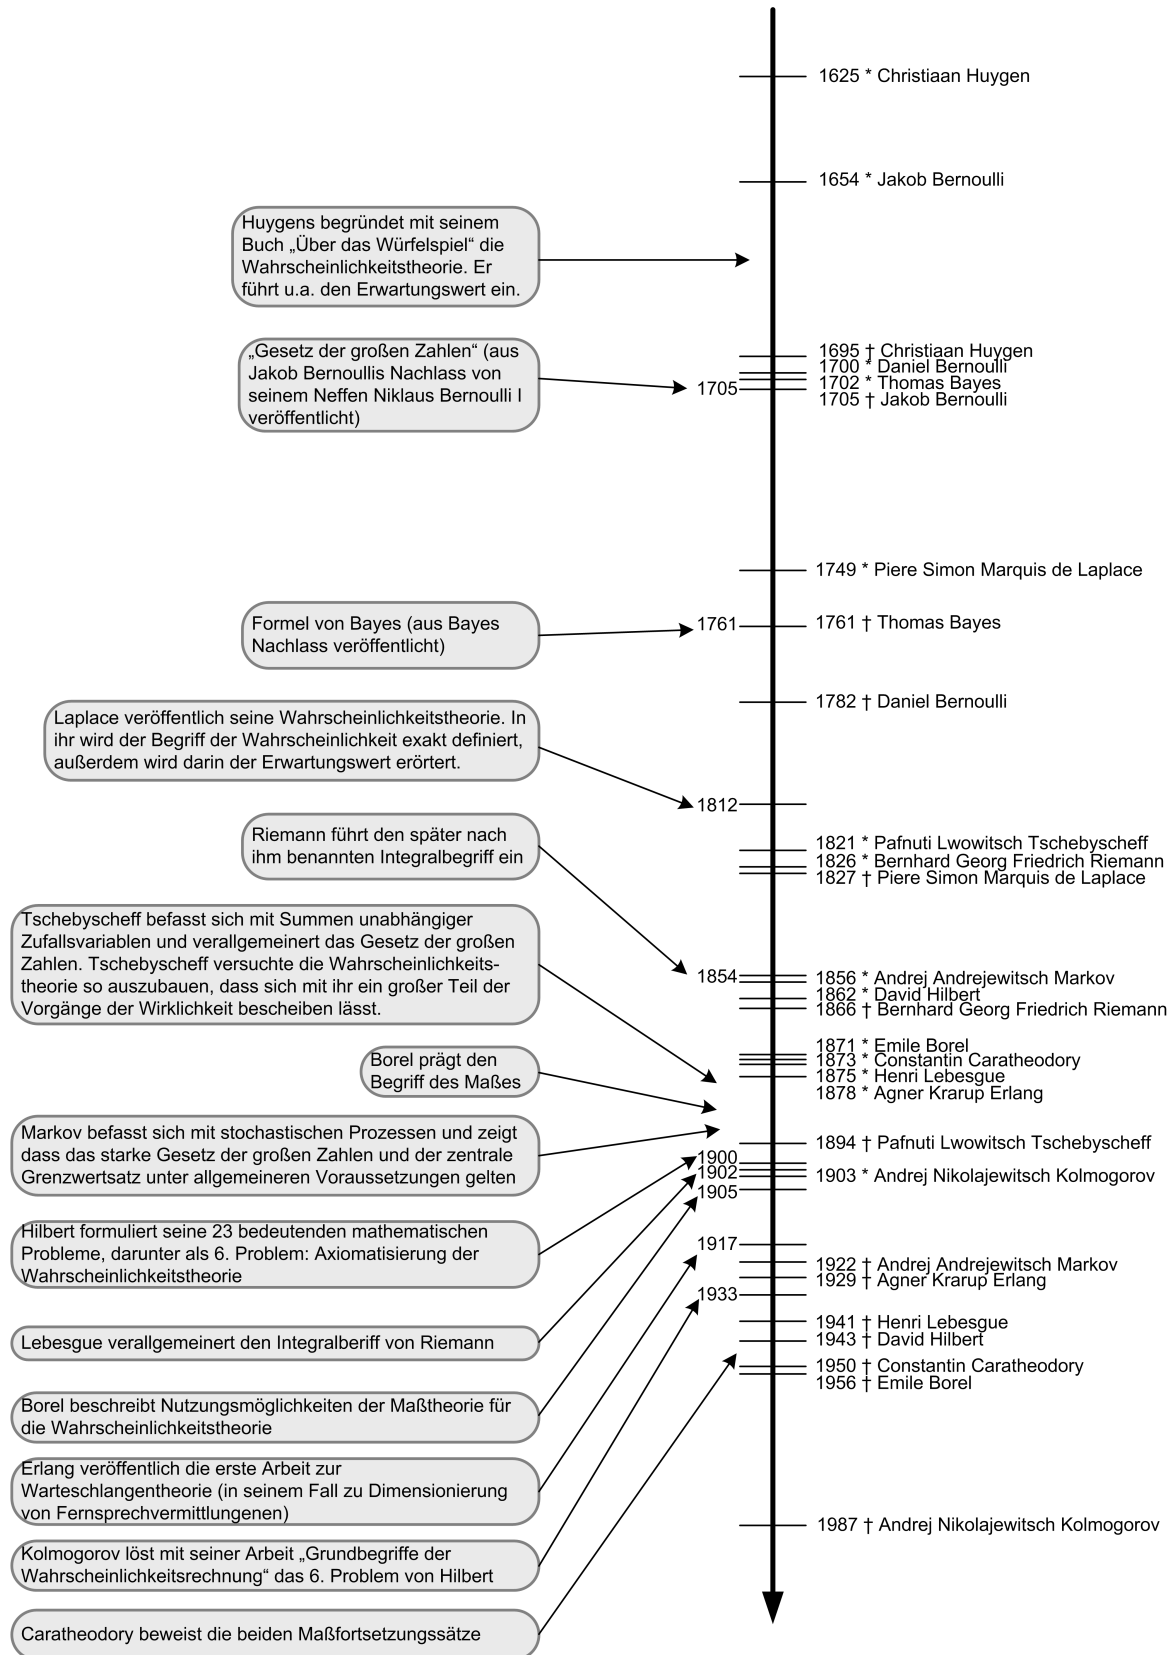 1625 * Christiaan Huygen
1654 * Jakob Bernoulli
Huygens begründet mit seinem
Buch „Über das Würfelspiel“ die
Wahrscheinlichkeitstheorie. Er
führt u.a. den Erwartungswert ein.
„Gesetz der großen Zahlen“ (aus
Jakob Bernoullis Nachlass von
seinem Neffen Niklaus Bernoulli I
veröffentlicht)
1695 † Christiaan Huygen
1700 * Daniel Bernoulli
1702 * Thomas Bayes
1705
1705 † Jakob Bernoulli
1749 * Piere Simon Marquis de Laplace
Formel von Bayes (aus Bayes
Nachlass veröffentlicht)
1761
1761 † Thomas Bayes
1782 † Daniel Bernoulli
Laplace veröffentlich seine Wahrscheinlichkeitstheorie. In
ihr wird der Begriff der Wahrscheinlichkeit exakt definiert,
außerdem wird darin der Erwartungswert erörtert.
1812
Riemann führt den später nach
ihm benannten Integralbegriff ein
1821 * Pafnuti Lwowitsch Tschebyscheff
1826 * Bernhard Georg Friedrich Riemann
1827 † Piere Simon Marquis de Laplace
Tschebyscheff befasst sich mit Summen unabhängiger
Zufallsvariablen und verallgemeinert das Gesetz der großen
Zahlen. Tschebyscheff versuchte die Wahrscheinlichkeits-
theorie so auszubauen, dass sich mit ihr ein großer Teil der
Vorgänge der Wirklichkeit bescheiben lässt.
1854
1856 * Andrej Andrejewitsch Markov
1862 * David Hilbert
1866 † Bernhard Georg Friedrich Riemann
Borel prägt den
Begriff des Maßes
1871 * Emile Borel
1873 * Constantin Caratheodory
1875 * Henri Lebesgue
1878 * Agner Krarup Erlang
Markov befasst sich mit stochastischen Prozessen und zeigt
dass das starke Gesetz der großen Zahlen und der zentrale
Grenzwertsatz unter allgemeineren Voraussetzungen gelten
1894 † Pafnuti Lwowitsch Tschebyscheff
1900
1902
1903 * Andrej Nikolajewitsch Kolmogorov
1905
Hilbert formuliert seine 23 bedeutenden mathematischen
Probleme, darunter als 6. Problem: Axiomatisierung der
Wahrscheinlichkeitstheorie
1917
1922 † Andrej Andrejewitsch Markov
1929 † Agner Krarup Erlang
1933
Lebesgue verallgemeinert den Integralberiff von Riemann
1941 † Henri Lebesgue
1943 † David Hilbert
1950 † Constantin Caratheodory
1956 † Emile Borel
Borel beschreibt Nutzungsmöglichkeiten der Maßtheorie für
die Wahrscheinlichkeitstheorie
Erlang veröffentlich die erste Arbeit zur
Warteschlangentheorie (in seinem Fall zu Dimensionierung
von Fernsprechvermittlungenen)
1987 † Andrej Nikolajewitsch Kolmogorov
Kolmogorov löst mit seiner Arbeit „Grundbegriffe der
Wahrscheinlichkeitsrechnung“ das 6. Problem von Hilbert
Caratheodory beweist die beiden Maßfortsetzungssätze